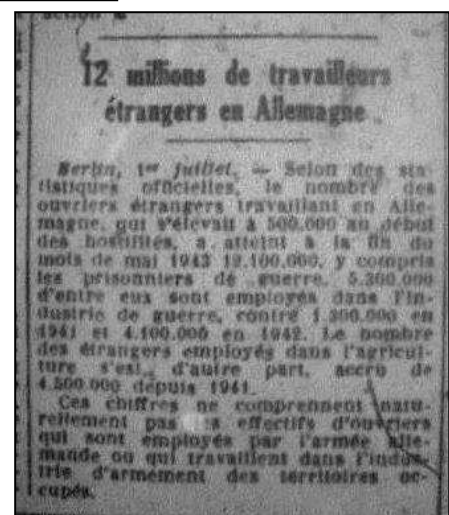 12 millions de travailleurs
étrangers en Allemagne
Berlin, 1er juillet. — Selon des sta-
tistiques officielles, le nombre des
ouvriers étrangers travaillant en Alle-
magne, qui s'élevait à 500.000 au début
des hostilités, a atteint à la fin du
mois de mai 1943 12.100.000, y compris
les prisonniers de guerre. 5.300.000
d'entre eux sont employés dans l'in-
dustrie de guerre, contre 1.300.000 en
1941 et 4.100.000 en 1942. Le nombre
des étrangers employés dans l'agricul-
ture s'est, d'autre part, accru de
4.500.000 depuis 1941.
Ces chiffres ne comprennent natu-
rellement pas les effectifs d'ouvriers
qui sont employés par l'armée alle-
mande ou qui travaillent dans l'indus-
trie d'armement des territoires oc-
cupés.